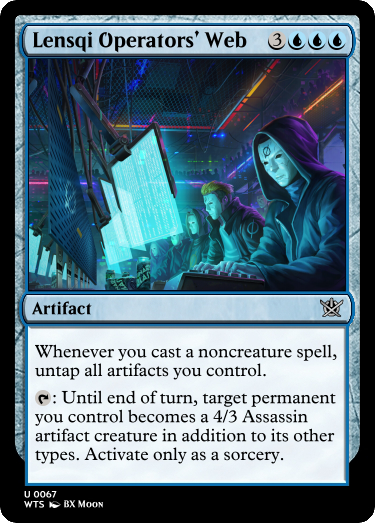 Lensqi Operators' Web 3
Artifact
Whenever you cast a noncreature spell,
untap all artifacts you control.
: Until end of turn, target permanent
you control becomes a 4/3 Assassin
artifact creature in addition to its other
types. Activate only as a sorcery.
U 0067
WTS BX Moon